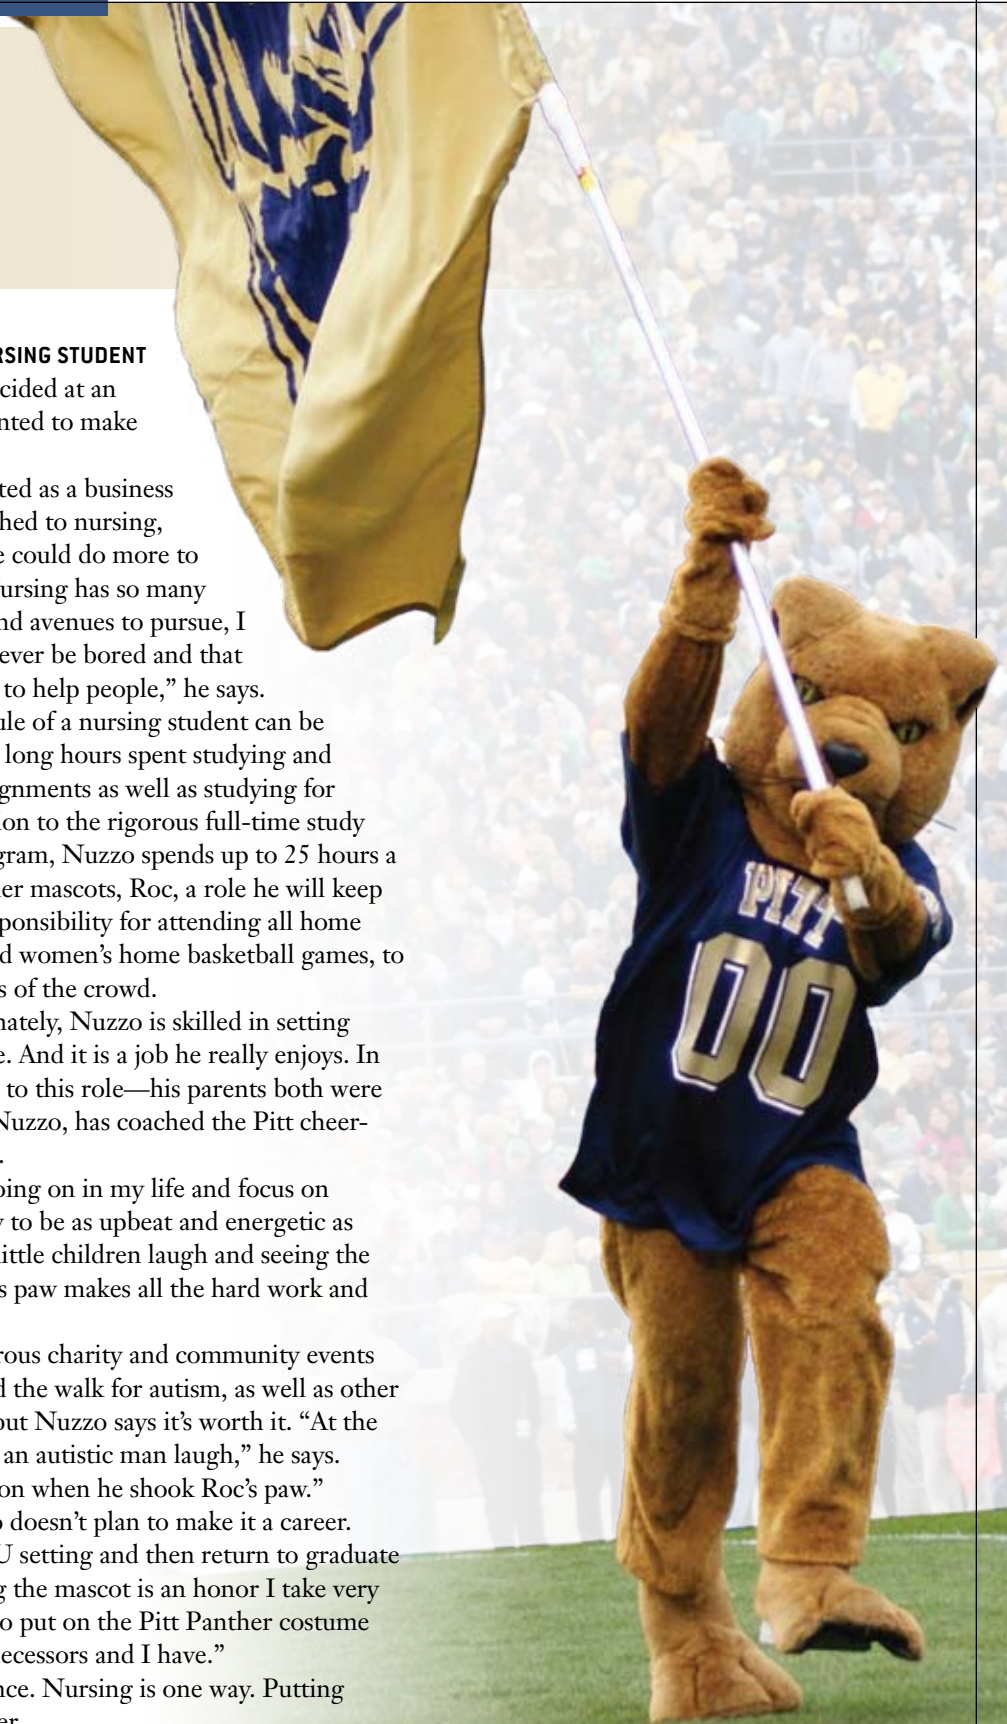 RSING STUDENT
cided at an
nted to make
ted as a business
hed to nursing,
e could do more to
ursing has so many
nd avenues to pursue, I
ever be bored and that
to help people,” he says.
ule of a nursing student can be
long hours spent studying and
gnments as well as studying for
ion to the rigorous full-time study
gram, Nuzzo spends up to 25 hours a
her mascots, Roc, a role he will keep
sponsibility for attending all home
d women’s home basketball games, to
s of the crowd.
nately, Nuzzo is skilled in setting
e. And it is a job he really enjoys. In
to this role—his parents both were
Nuzzo, has coached the Pitt cheer-
.
oing on in my life and focus on
y to be as upbeat and energetic as
little children laugh and seeing the
s paw makes all the hard work and
rous charity and community events
d the walk for autism, as well as other
out Nuzzo says it’s worth it. “At the
an autistic man laugh,” he says.
on when he shook Roc’s paw.”
o doesn’t plan to make it a career.
U setting and then return to graduate
g the mascot is an honor I take very
o put on the Pitt Panther costume
lecessors and I have.”
nce. Nursing is one way. Putting
er.
PITT
00